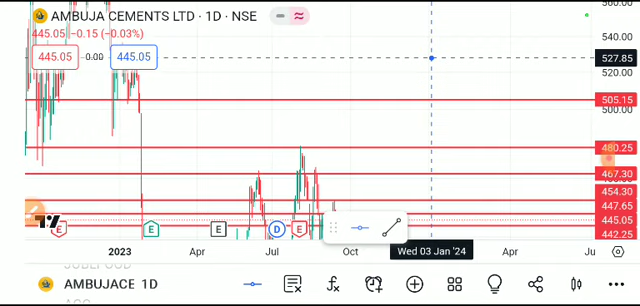 560.00
AMBUJA CEMENTS LTD · 1D · NSE
445.05 −0.15 (−0.03%)
540.00
445.05 0.00 445.05
527.85
520.00
505.15
500.00
480.25
467.30
454.30
447.65
445.05
442.25
E E E D E
2023 Apr Jul Oct Wed 03 Jan '24 Apr Ju
AMBUJACE 1D